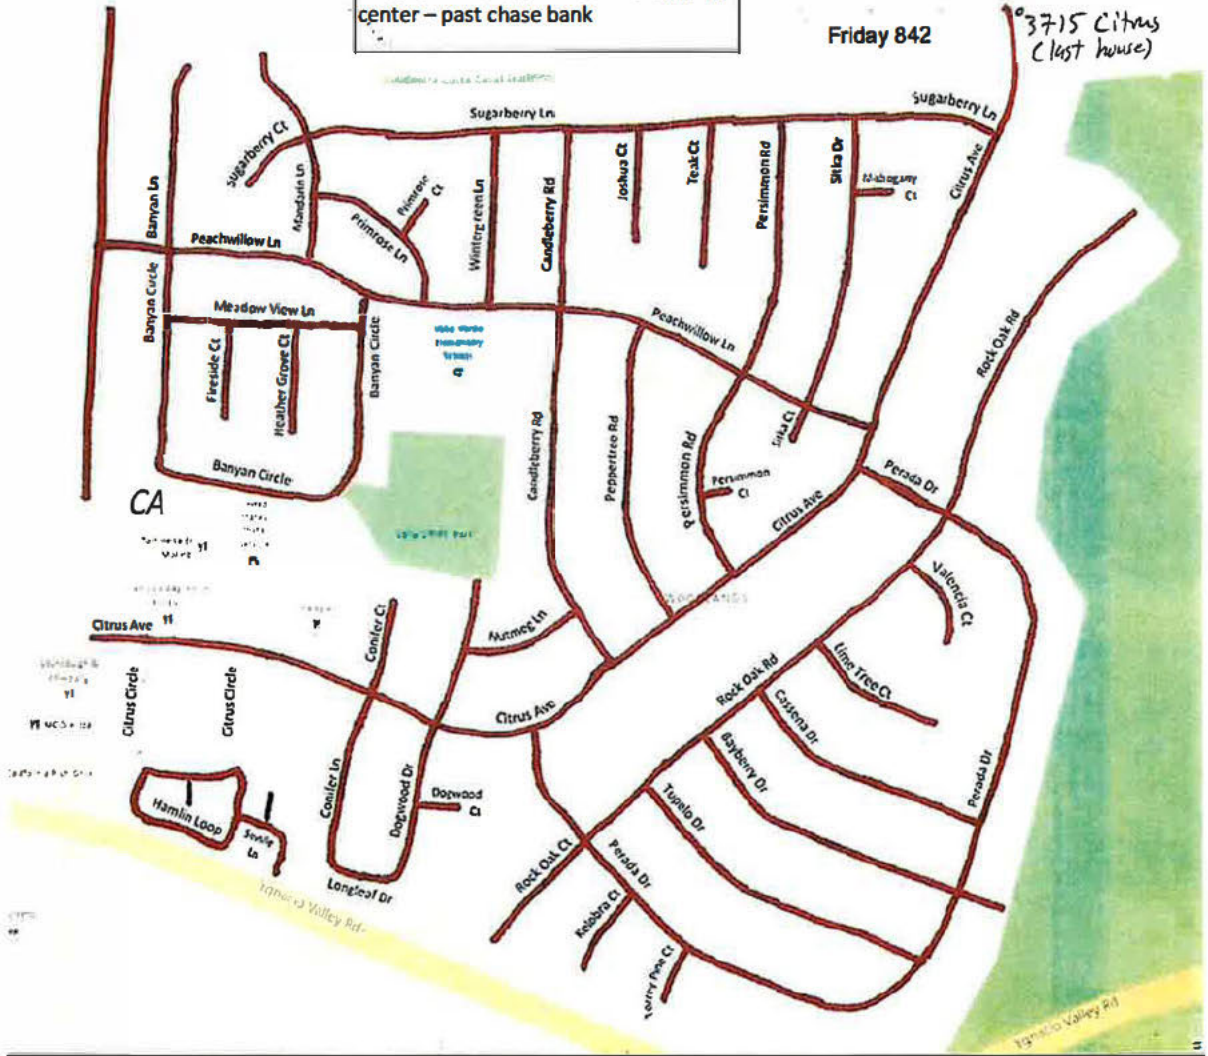 center – past chase bank
Friday 842
3715 Citrus
(last house)
Sugarberry Ln
Sugarberry Ln
Sugarberry Ct
Mandarin Ln
Primrose
Ct
Primrose Ln
Wintergreen Ln
Candleberry Rd
Joshua Ct
Teak Ct
Persimmon Rd
Sitka Dr
Mahogany
Ct
Citrus Ave
Banyan Ln
Peachwillow Ln
Banyan Circle
Meadow View Ln
Fireside Ct
Heather Grove Ct
Banyan Circle
Banyan Circle
Peachwillow Ln
Rock Oak Rd
Candleberry Rd
Peppertree Rd
Persimmon Rd
Persimmon
Ct
Sitka Ct
Citrus Ave
Perada Dr
CA
Valencia Ct
Citrus Ave
Conifer Ct
Nutmeg Ln
Citrus Circle
Citrus Circle
Citrus Ave
Rock Oak Rd
Lime Tree Ct
Cassena Dr
Bayberry Dr
Tupelo Dr
Perada Dr
Hamlin Loop
Ln
Conifer Ln
Dogwood Dr
Dogwood
Ct
Longleaf Dr
Rock Oak Ct
Perada Dr
Kelobra Ct
Ignacio Valley Rd
Ignacio Valley Rd